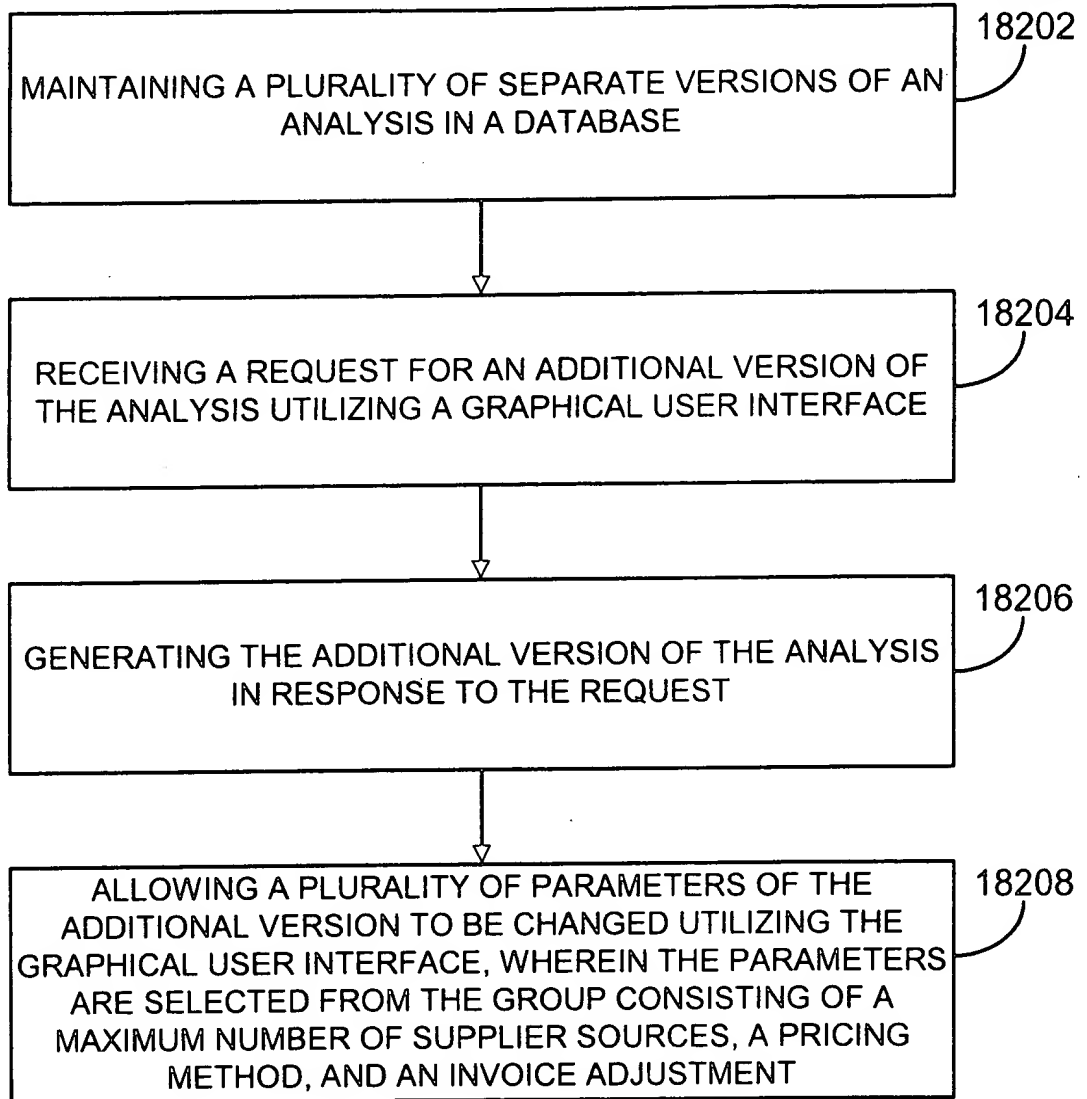 18202
MAINTAINING A PLURALITY OF SEPARATE VERSIONS OF AN
ANALYSIS IN A DATABASE
18204
RECEIVING A REQUEST FOR AN ADDITIONAL VERSION OF
THE ANALYSIS UTILIZING A GRAPHICAL USER INTERFACE
18206
GENERATING THE ADDITIONAL VERSION OF THE ANALYSIS
IN RESPONSE TO THE REQUEST
18208
ALLOWING A PLURALITY OF PARAMETERS OF THE
ADDITIONAL VERSION TO BE CHANGED UTILIZING THE
GRAPHICAL USER INTERFACE, WHEREIN THE PARAMETERS
ARE SELECTED FROM THE GROUP CONSISTING OF A
MAXIMUM NUMBER OF SUPPLIER SOURCES, A PRICING
METHOD, AND AN INVOICE ADJUSTMENT